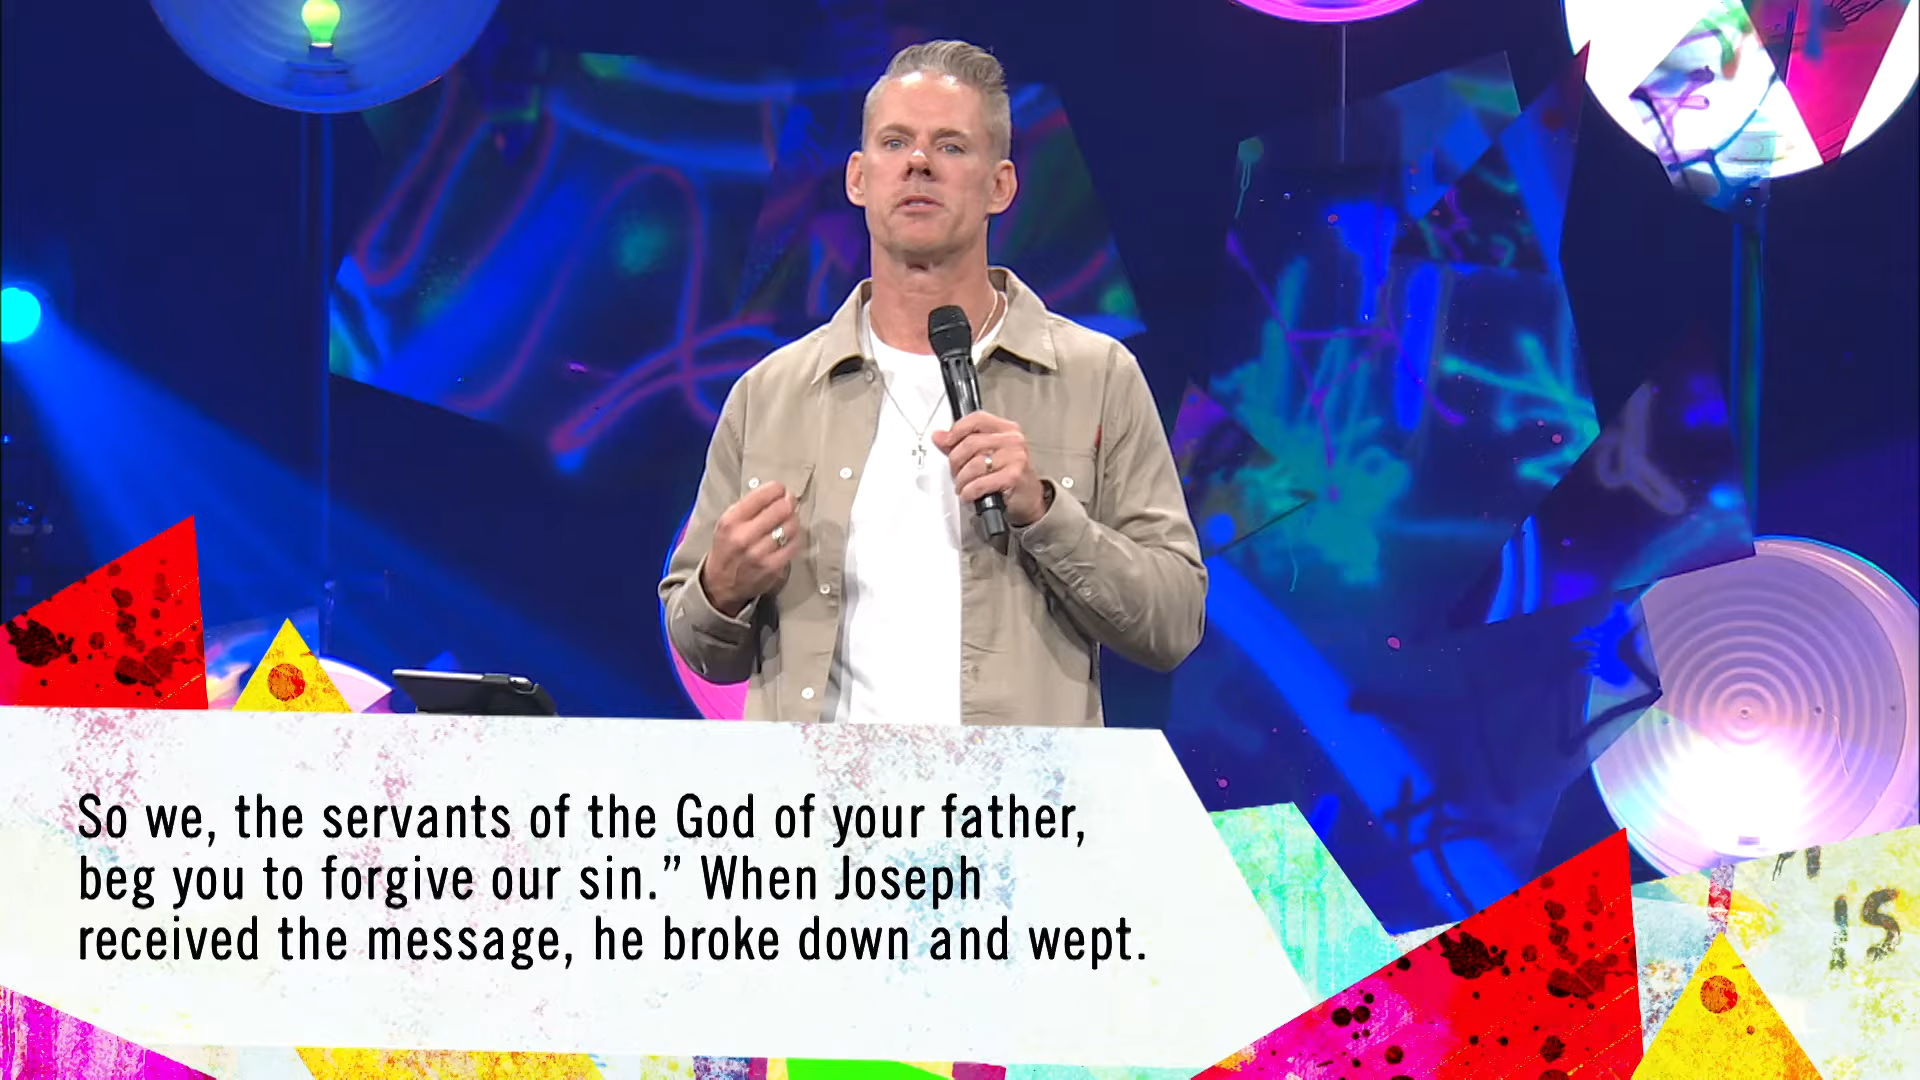 So we, the servants of the God of your father,
beg you to forgive our sin.” When Joseph
received the message, he broke down and wept.
IS